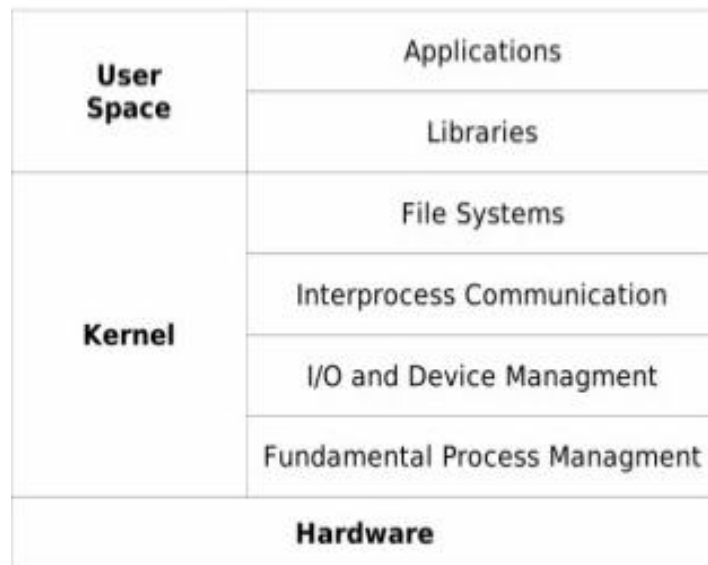 User
Space
Applications
Libraries
Kernel
File Systems
Interprocess Communication
I/O and Device Managment
Fundamental Process Managment
Hardware